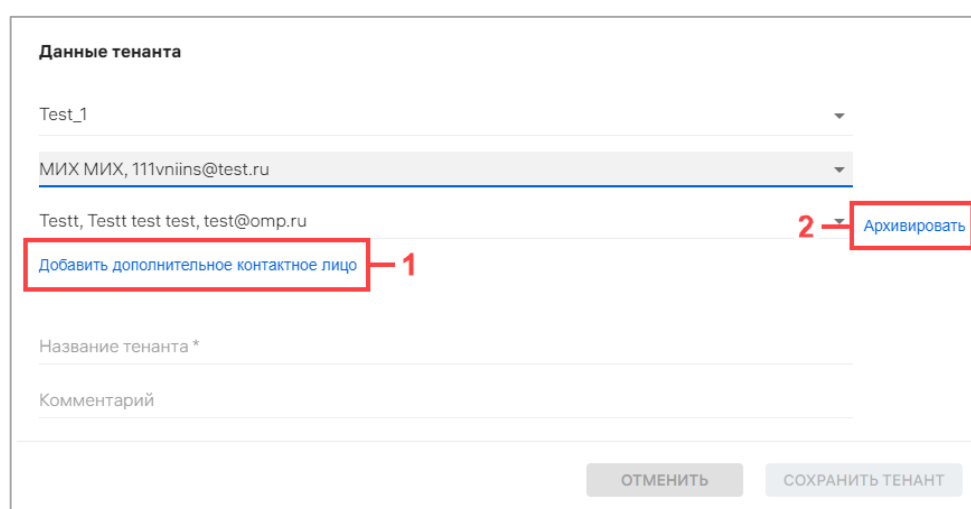 Данные тенанта
Test_1
МИХ МИХ, 111vniins@test.ru
Testt, Testt test test, test@omp.ru
2
Архивировать
Добавить дополнительное контактное лицо
1
Название тенанта *
Комментарий
ОТМЕНИТЬ
СОХРАНИТЬ ТЕНАНТ